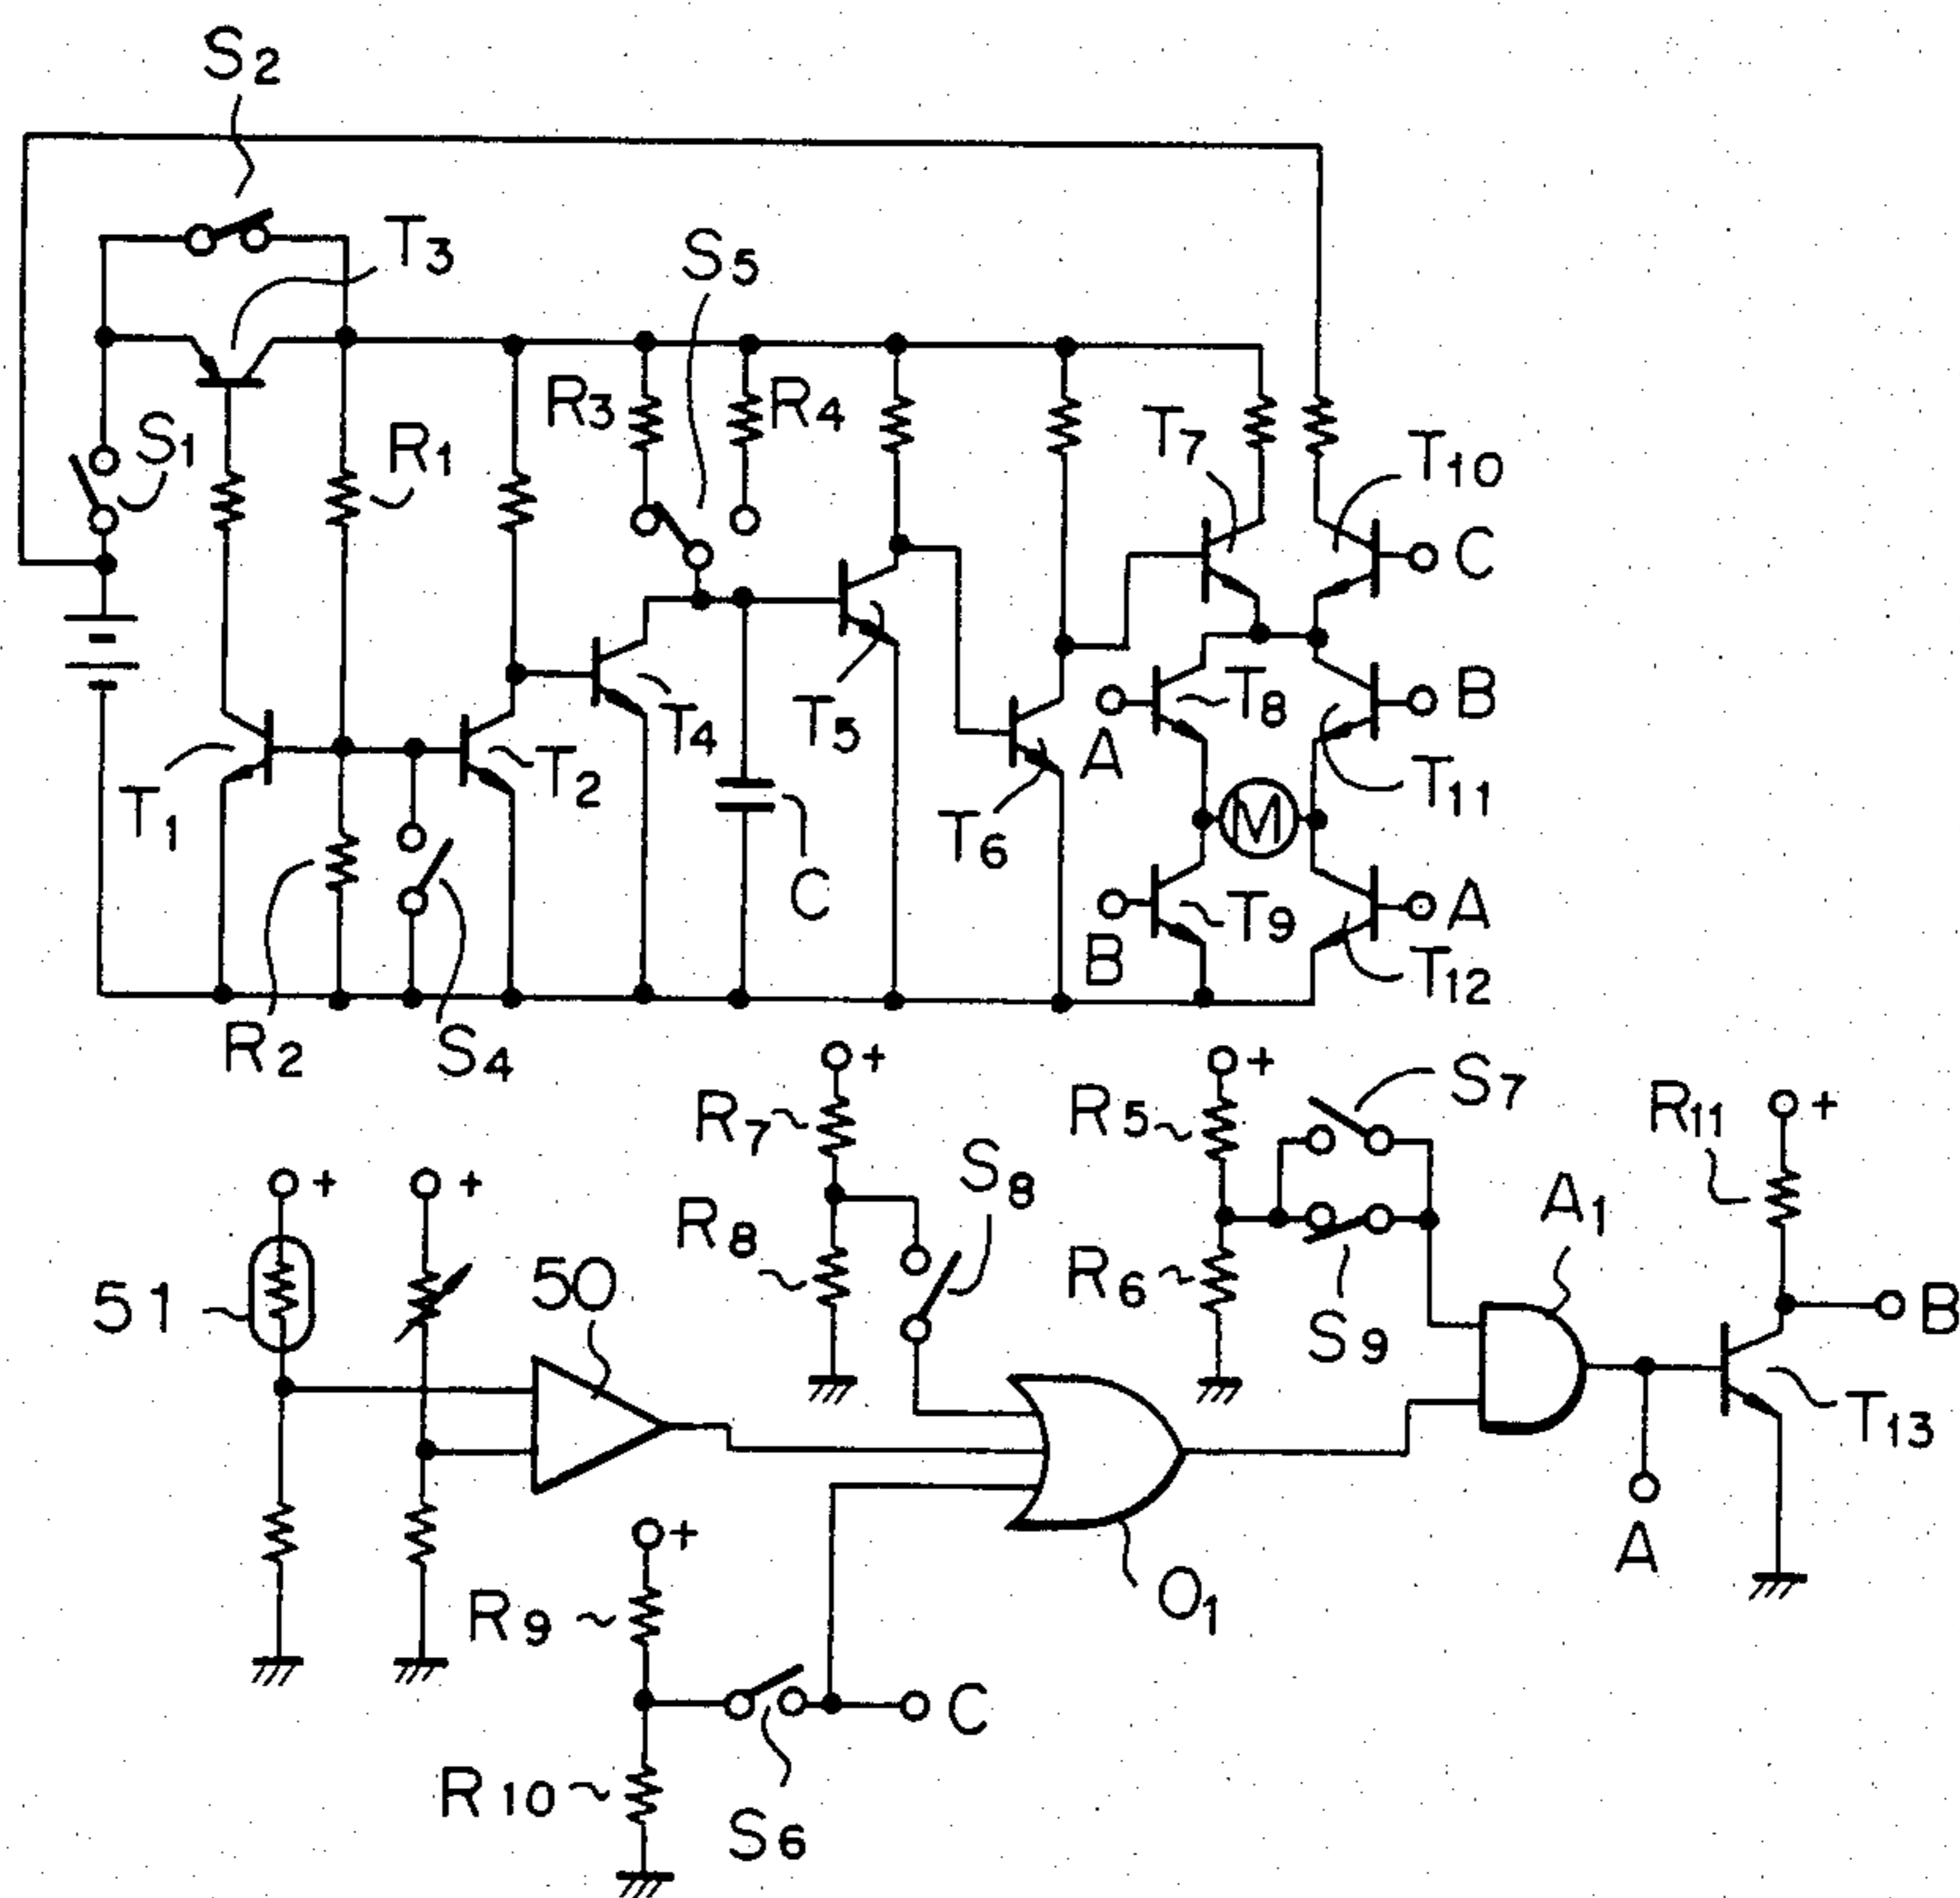 S2
T3
S5
S1
R1
R3
R4
T7
T10
C
B
T8
A
T11
T1
T2
T4
T5
T6
M
C
T9
A
B
T12
R2
S4
+
R7
R8
S8
+
R5
R6
S7
S9
A1
R11
+
B
T13
A
+
+
51
50
O1
+
R9
R10
S6
C